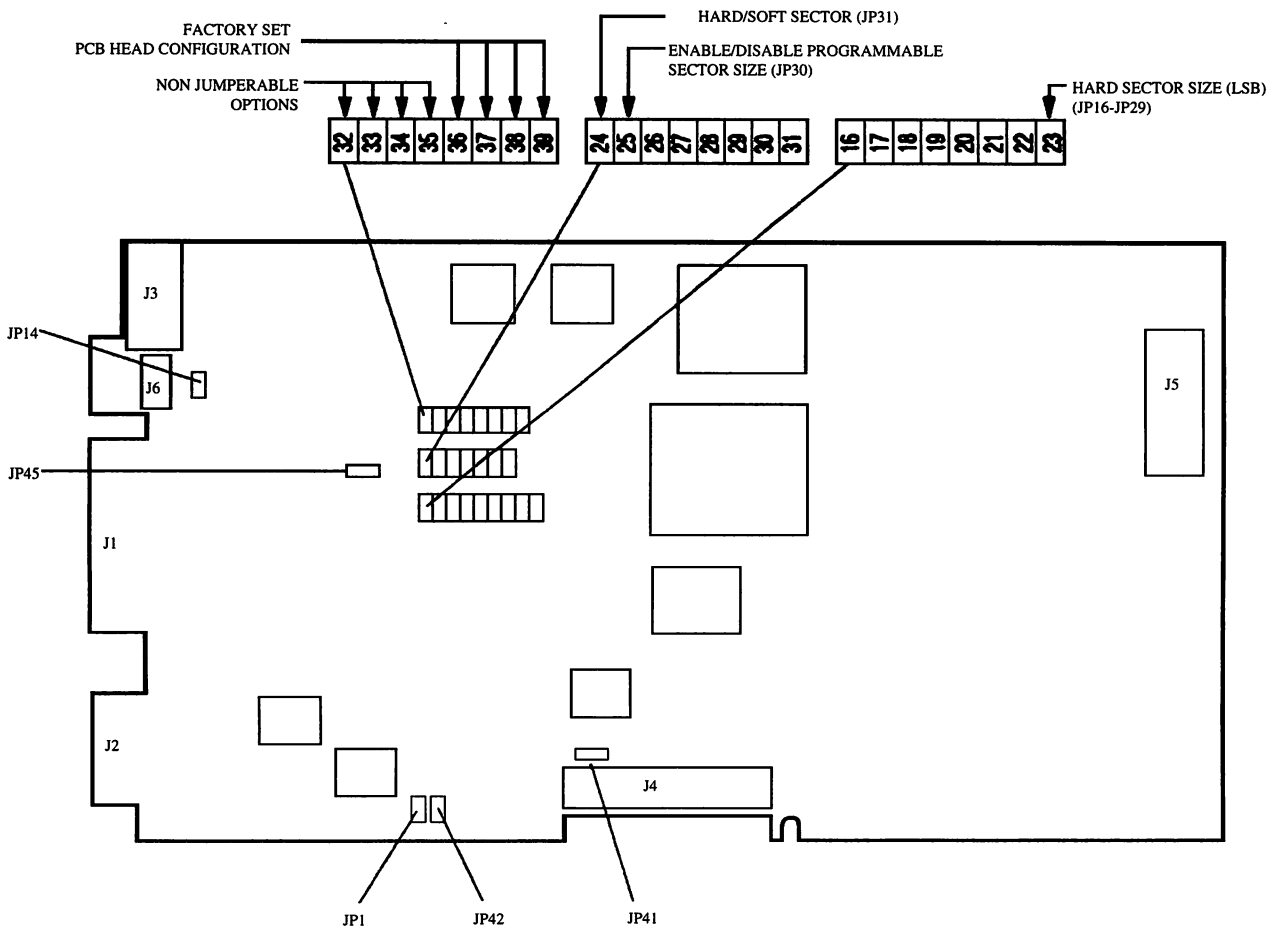 HARD/SOFT SECTOR (JP31)
FACTORY SET
PCB HEAD CONFIGURATION
ENABLE/DISABLE PROGRAMMABLE
SECTOR SIZE (JP30)
NON JUMPERABLE
OPTIONS
HARD SECTOR SIZE (LSB)
(JP16-JP29)
32 33 34 35 36 37 38 39
24 25 26 27 28 29 30 31
16 17 18 19 20 21 22 23
J3
JP14
J6
J5
JP45
J1
J2
J4
JP1
JP42
JP41